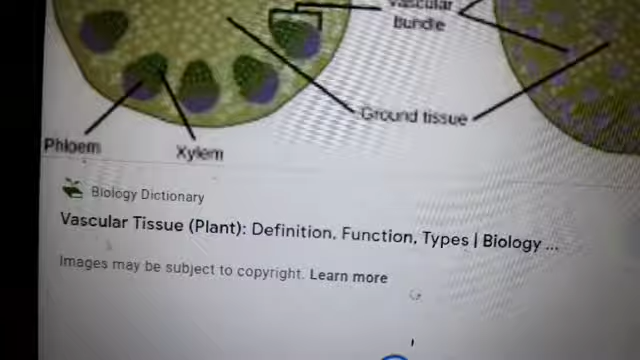 Vascular
Bundle
Ground tissue
Phloem
Xylem
Biology Dictionary
Vascular Tissue (Plant): Definition, Function, Types | Biology ...
Images may be subject to copyright. Learn more